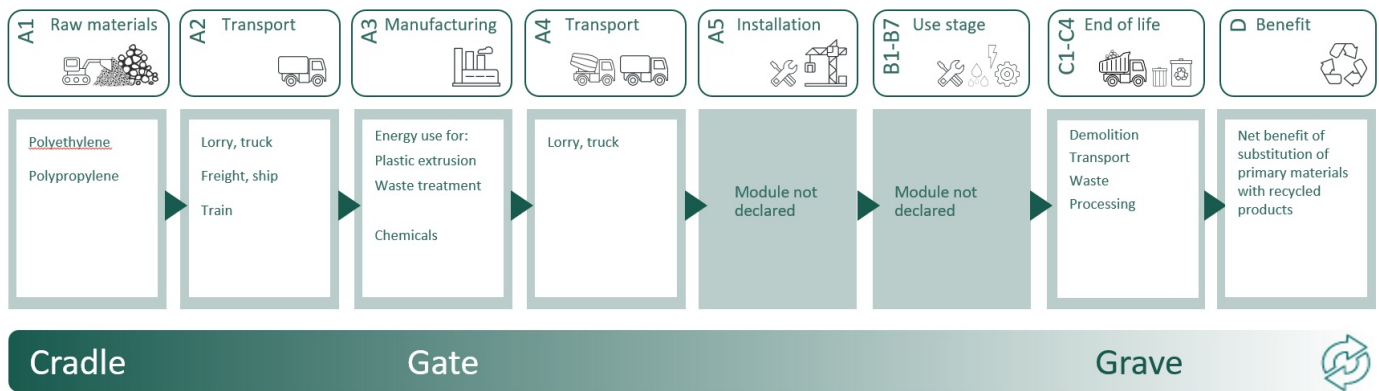 A1 Raw materials
A2 Transport
A3 Manufacturing
A4 Transport
A5 Installation
B1-B7 Use stage
C1-C4 End of life
D Benefit
Polyethylene
Polypropylene
Lorry, truck
Freight, ship
Train
Energy use for:
Plastic extrusion
Waste treatment
Chemicals
Lorry, truck
Module not
declared
Module not
declared
Demolition
Transport
Waste
Processing
Net benefit of
substitution of
primary materials
with recycled
products
Cradle
Gate
Grave